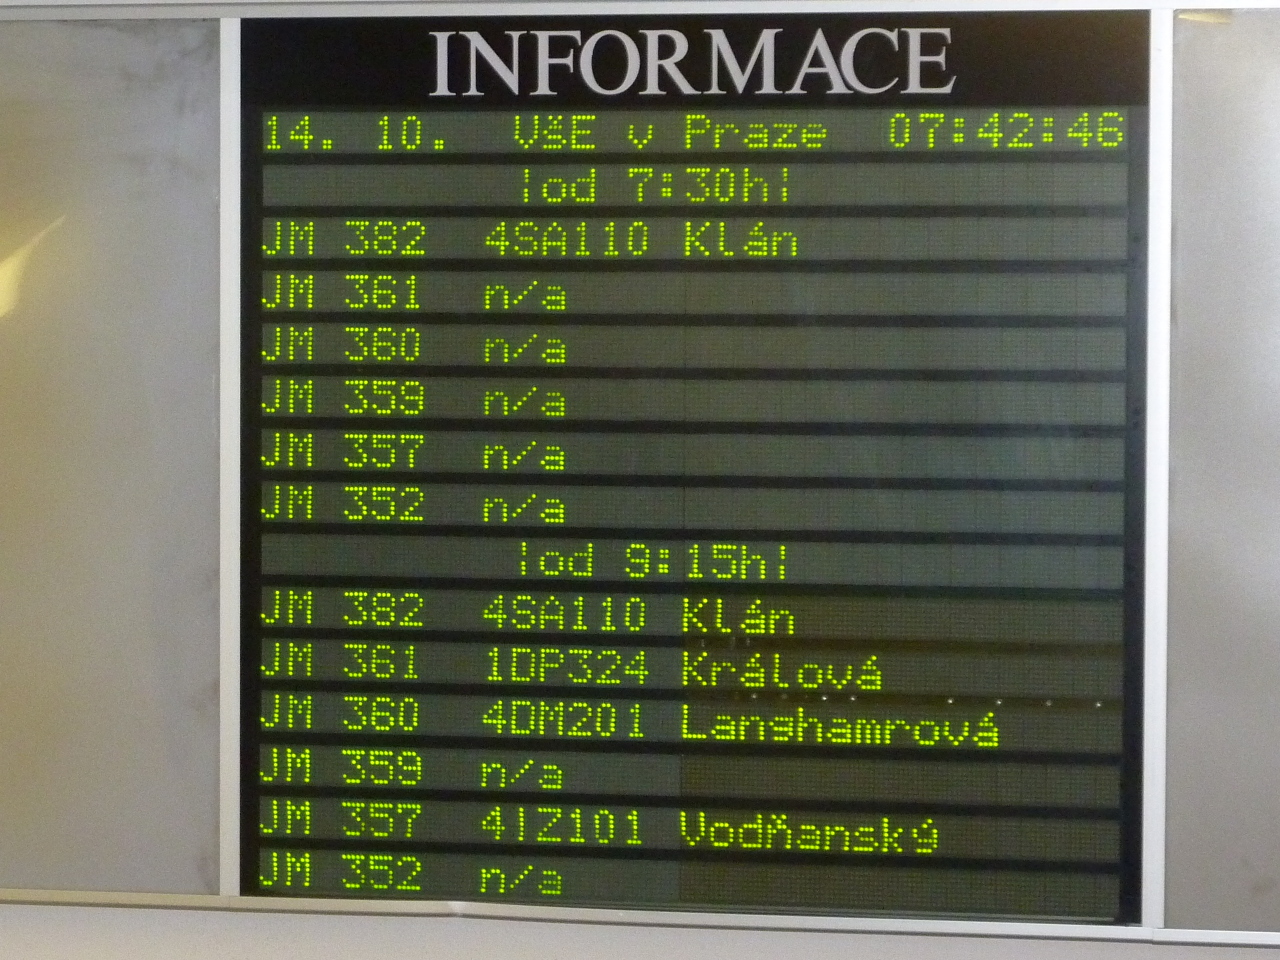 INFORMACE
14. 10. VŠE v Praze 07:42:46
|od 7:30h|
JM 382 4SA110 Klán
JM 361 n/a
JM 360 n/a
JM 359 n/a
JM 357 n/a
JM 352 n/a
|od 9:15h|
JM 382 4SA110 Klán
JM 361 1DP324 Králová
JM 360 4DM201 Langhamrová
JM 359 n/a
JM 357 4IZ101 Vodňanský
JM 352 n/a